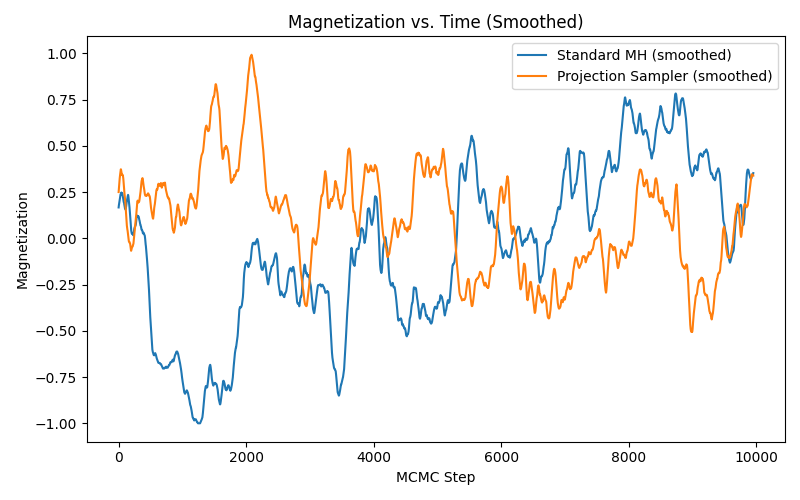 Magnetization vs. Time (Smoothed)
Standard MH (smoothed)
Projection Sampler (smoothed)
Magnetization
1.00
0.75
0.50
0.25
0.00
−0.25
−0.50
−0.75
−1.00
0 2000 4000 6000 8000 10000
MCMC Step